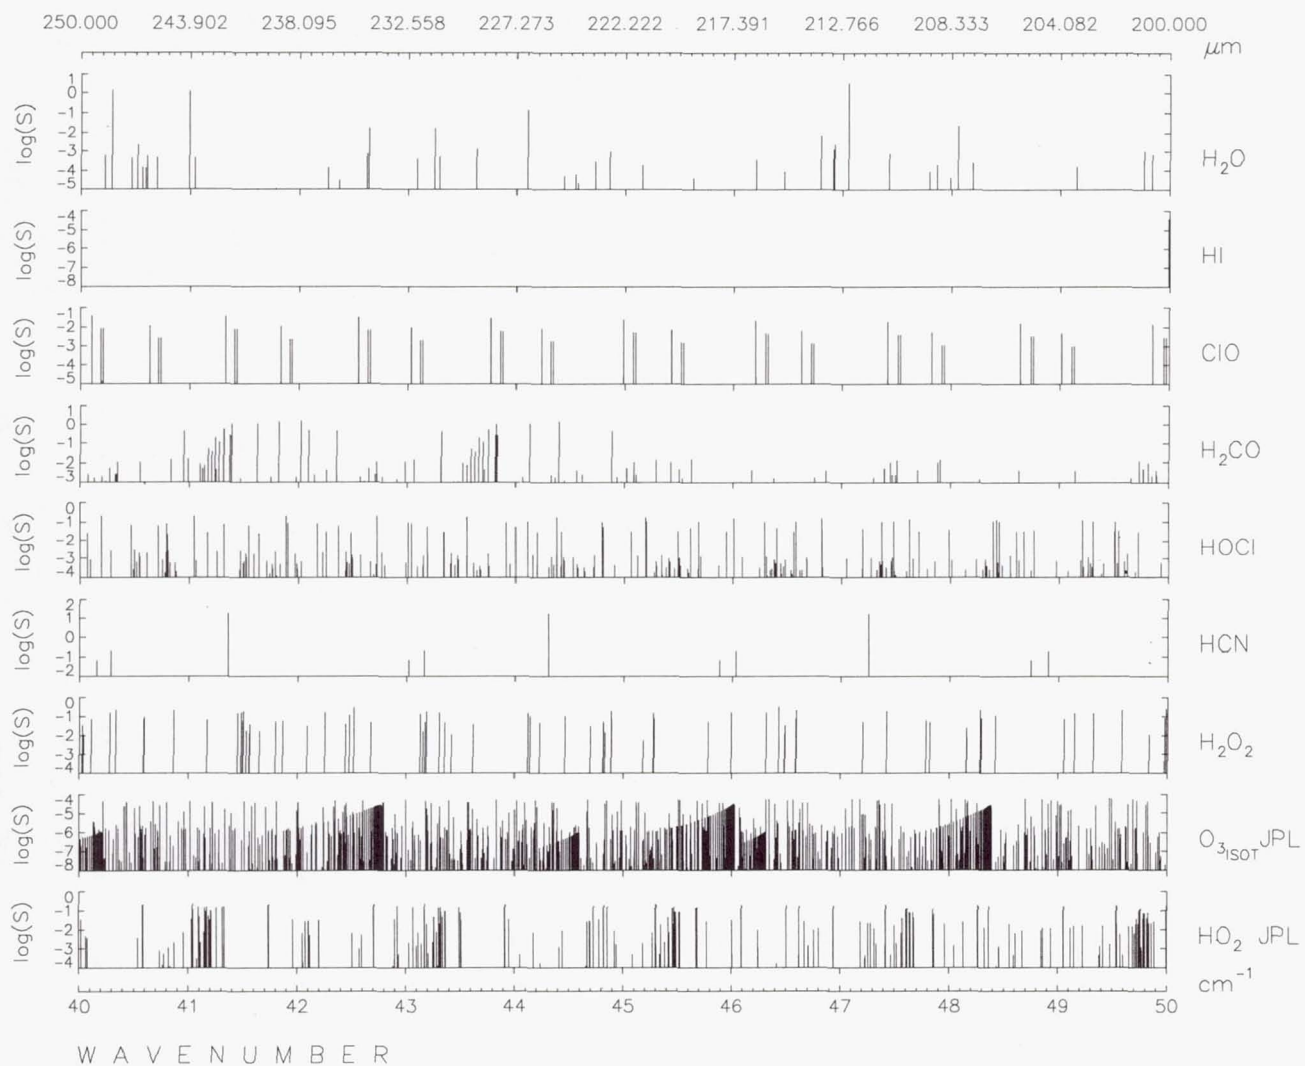 250.000 243.902 238.095 232.558 227.273 222.222 217.391 212.766 208.333 204.082 200.000
μm
1
0
-1
-2
-3
-4
-5
log(S)
H₂O
-4
-5
-6
-7
-8
log(S)
HI
-1
-2
-3
-4
-5
log(S)
ClO
1
0
-1
-2
-3
log(S)
H₂CO
0
-1
-2
-3
-4
log(S)
HOCl
2
1
0
-1
-2
log(S)
HCN
0
-1
-2
-3
-4
log(S)
H₂O₂
-4
-5
-6
-7
-8
log(S)
O₃ISOT JPL
0
-1
-2
-3
-4
log(S)
HO₂ JPL
cm⁻¹
40 41 42 43 44 45 46 47 48 49 50
WAVENUMBER